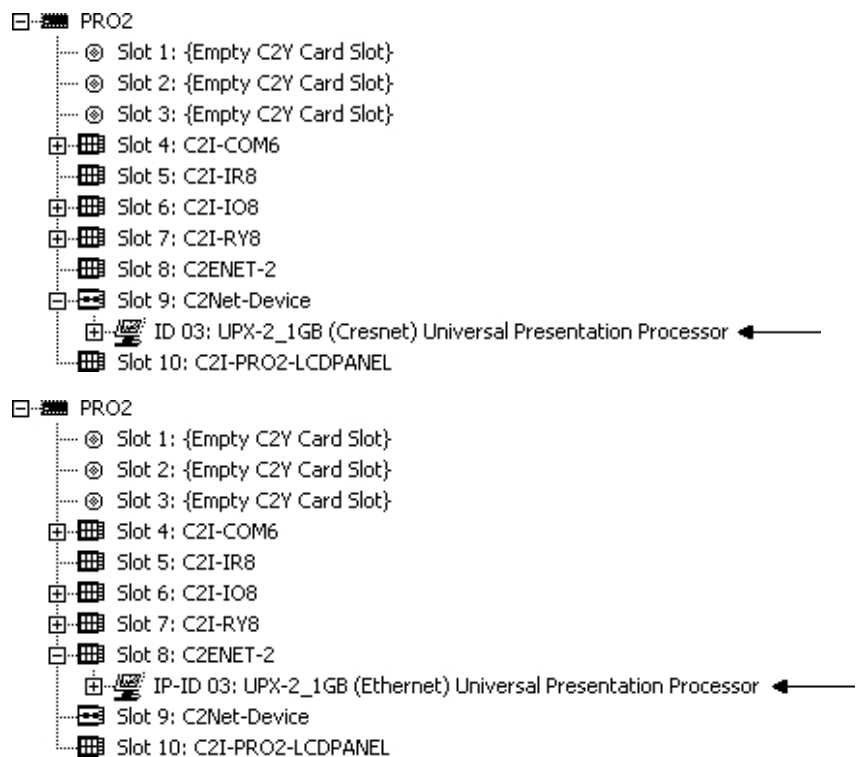 PRO2
Slot 1: {Empty C2Y Card Slot}
Slot 2: {Empty C2Y Card Slot}
Slot 3: {Empty C2Y Card Slot}
Slot 4: C2I-COM6
Slot 5: C2I-IR8
Slot 6: C2I-IO8
Slot 7: C2I-RY8
Slot 8: C2ENET-2
Slot 9: C2Net-Device
ID 03: UPX-2_1GB (Cresnet) Universal Presentation Processor
Slot 10: C2I-PRO2-LCDPANEL
PRO2
Slot 1: {Empty C2Y Card Slot}
Slot 2: {Empty C2Y Card Slot}
Slot 3: {Empty C2Y Card Slot}
Slot 4: C2I-COM6
Slot 5: C2I-IR8
Slot 6: C2I-IO8
Slot 7: C2I-RY8
Slot 8: C2ENET-2
IP-ID 03: UPX-2_1GB (Ethernet) Universal Presentation Processor
Slot 9: C2Net-Device
Slot 10: C2I-PRO2-LCDPANEL